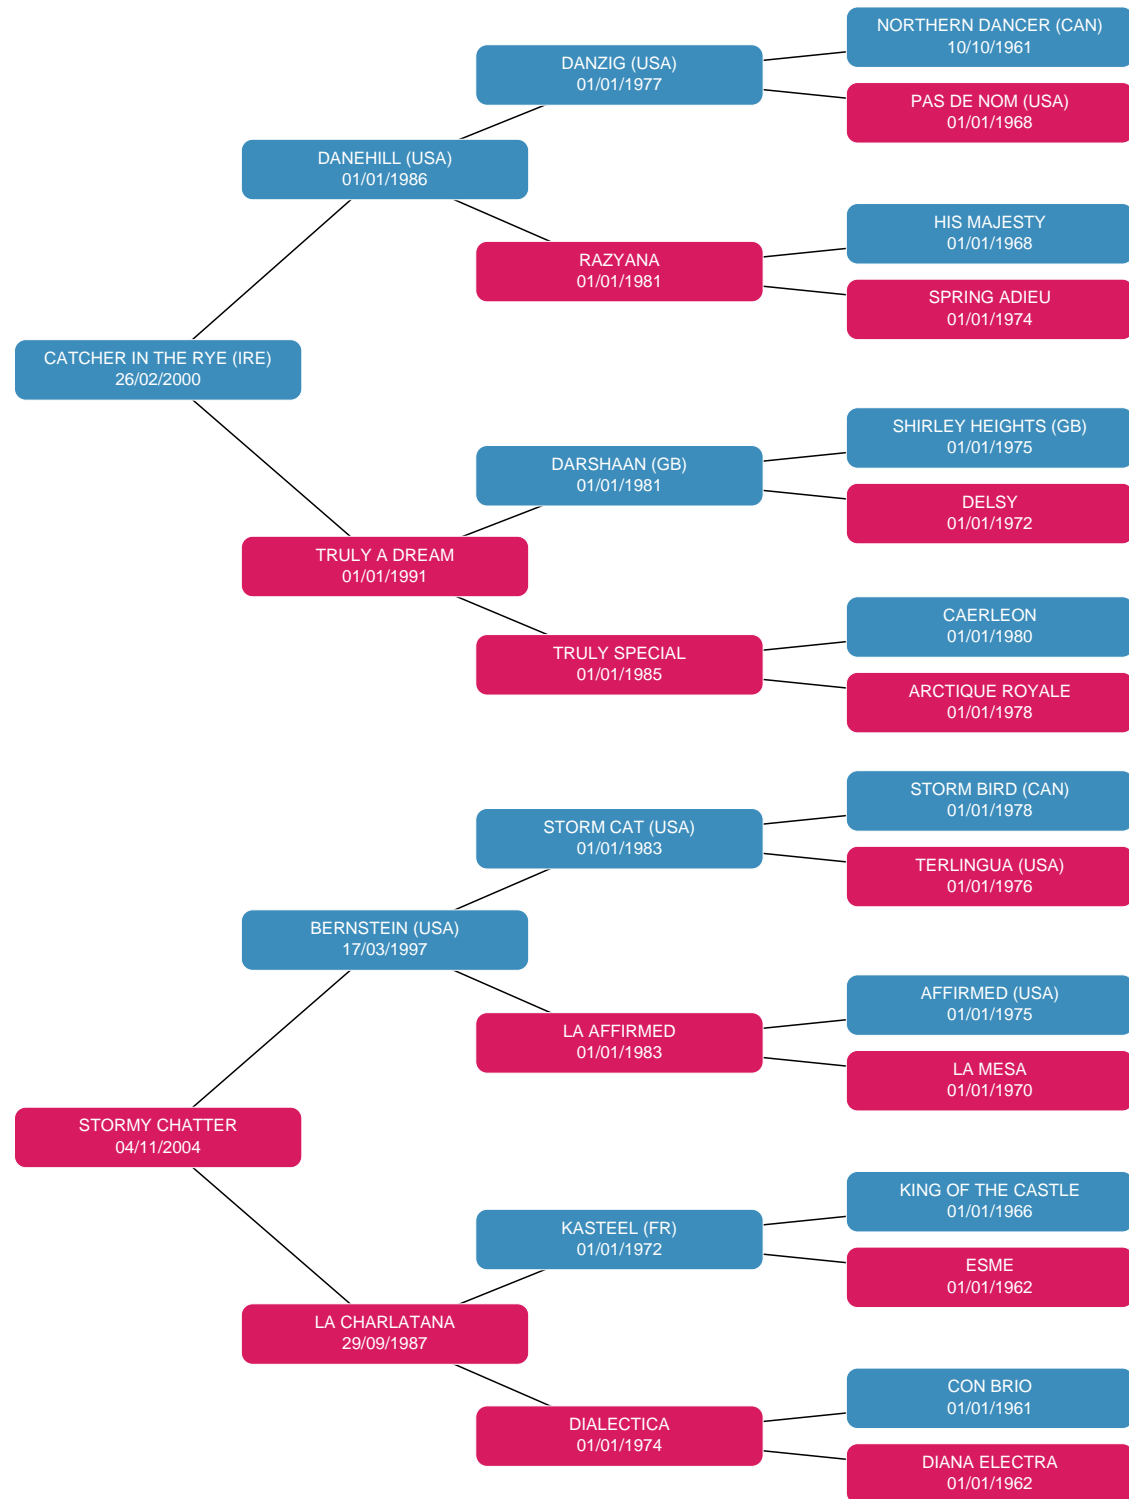 NORTHERN DANCER (CAN)
10/10/1961
DANZIG (USA)
01/01/1977
PAS DE NOM (USA)
01/01/1968
DANEHILL (USA)
01/01/1986
HIS MAJESTY
01/01/1968
RAZYANA
01/01/1981
SPRING ADIEU
01/01/1974
CATCHER IN THE RYE (IRE)
26/02/2000
SHIRLEY HEIGHTS (GB)
01/01/1975
DARSHAAN (GB)
01/01/1981
DELSY
01/01/1972
TRULY A DREAM
01/01/1991
CAERLEON
01/01/1980
TRULY SPECIAL
01/01/1985
ARCTIQUE ROYALE
01/01/1978
STORM BIRD (CAN)
01/01/1978
STORM CAT (USA)
01/01/1983
TERLINGUA (USA)
01/01/1976
BERNSTEIN (USA)
17/03/1997
AFFIRMED (USA)
01/01/1975
LA AFFIRMED
01/01/1983
LA MESA
01/01/1970
STORMY CHATTER
04/11/2004
KING OF THE CASTLE
01/01/1966
KASTEEL (FR)
01/01/1972
ESME
01/01/1962
LA CHARLATANA
29/09/1987
CON BRIO
01/01/1961
DIALECTICA
01/01/1974
DIANA ELECTRA
01/01/1962